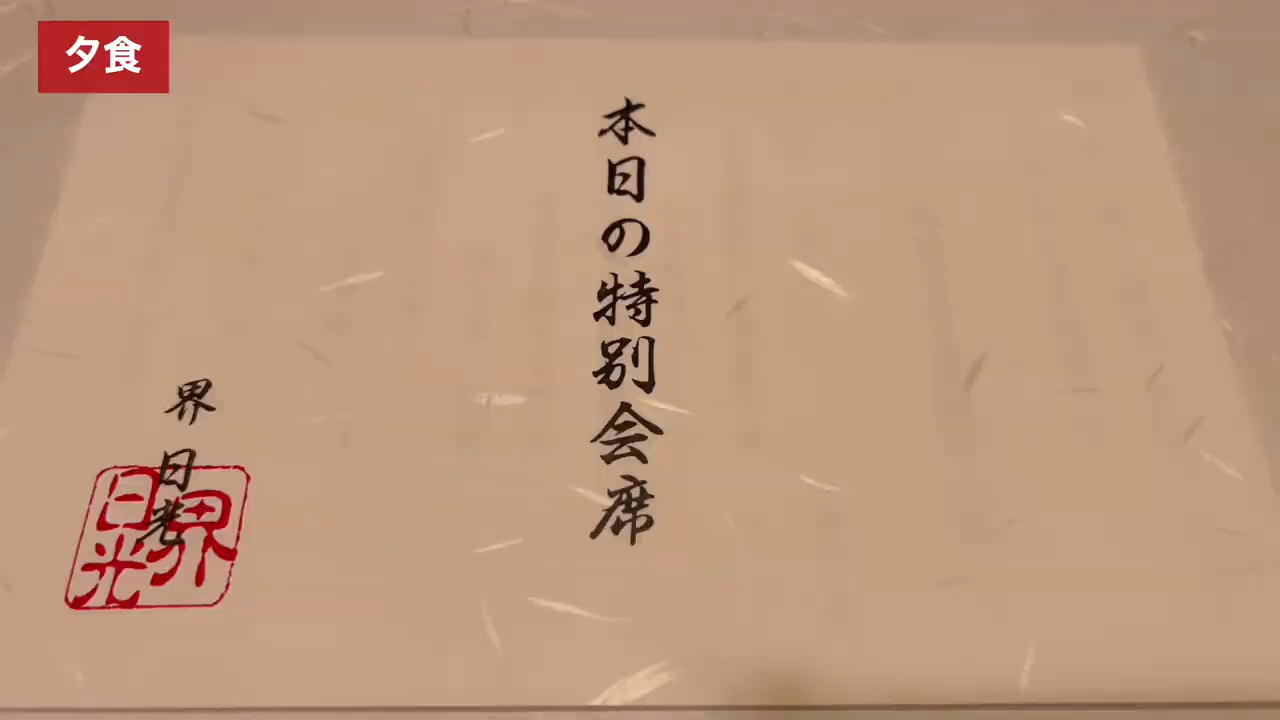 夕食
本日の特別会席
界 日光
界日光